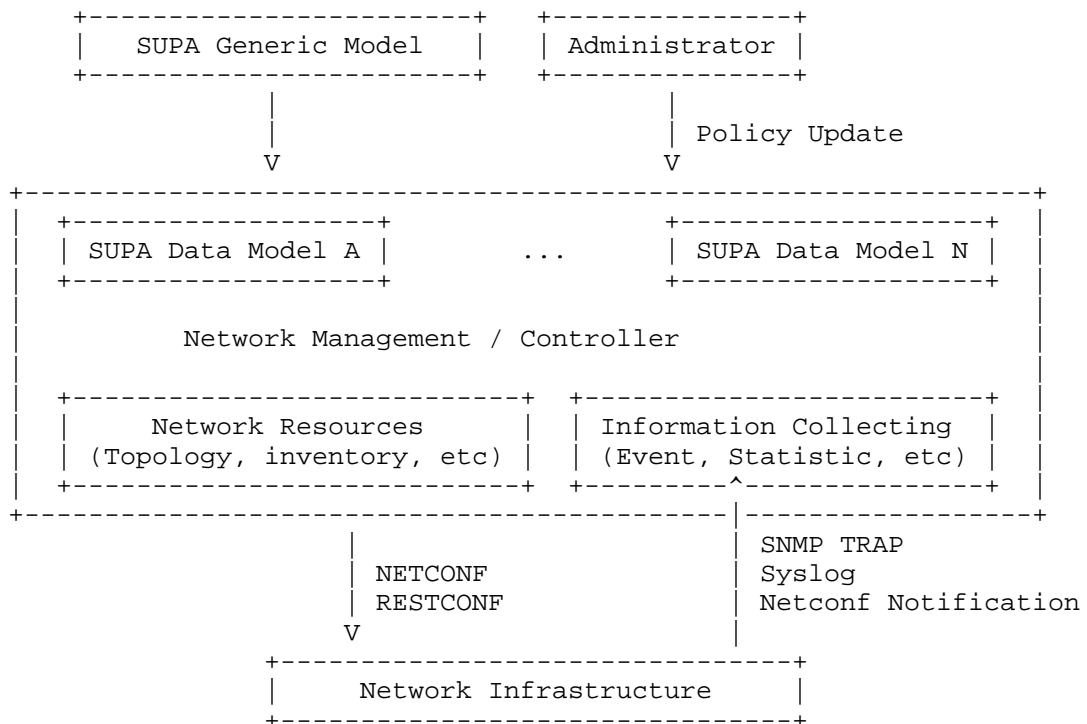 SUPA Generic Model Administrator
Policy Update
SUPA Data Model A ... SUPA Data Model N
Network Management / Controller
Network Resources Information Collecting
(Topology, inventory, etc) (Event, Statistic, etc)
SNMP TRAP
NETCONF Syslog
RESTCONF Netconf Notification
Network Infrastructure